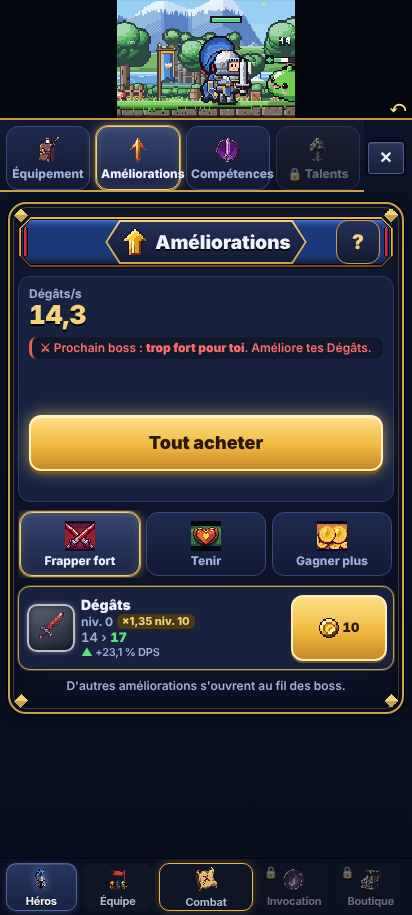 14
Équipement
Améliorations
Compétences
Talents
×
Améliorations
?
Dégâts/s
14,3
Prochain boss : trop fort pour toi. Améliore tes Dégâts.
Tout acheter
Frapper fort
Tenir
Gagner plus
Dégâts
niv. 0 ×1,35 niv. 10
14 › 17
▲ +23,1 % DPS
10
D'autres améliorations s'ouvrent au fil des boss.
Héros
Équipe
Combat
Invocation
Boutique